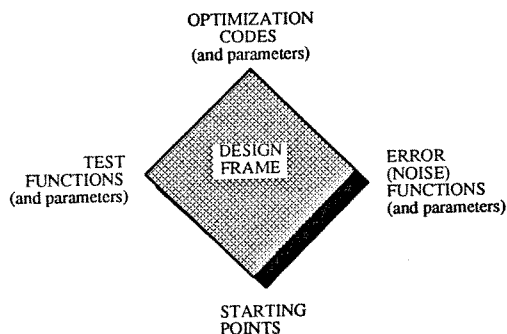 OPTIMIZATION
CODES
(and parameters)
TEST
FUNCTIONS
(and parameters)
DESIGN
FRAME
ERROR
(NOISE)
FUNCTIONS
(and parameters)
STARTING
POINTS